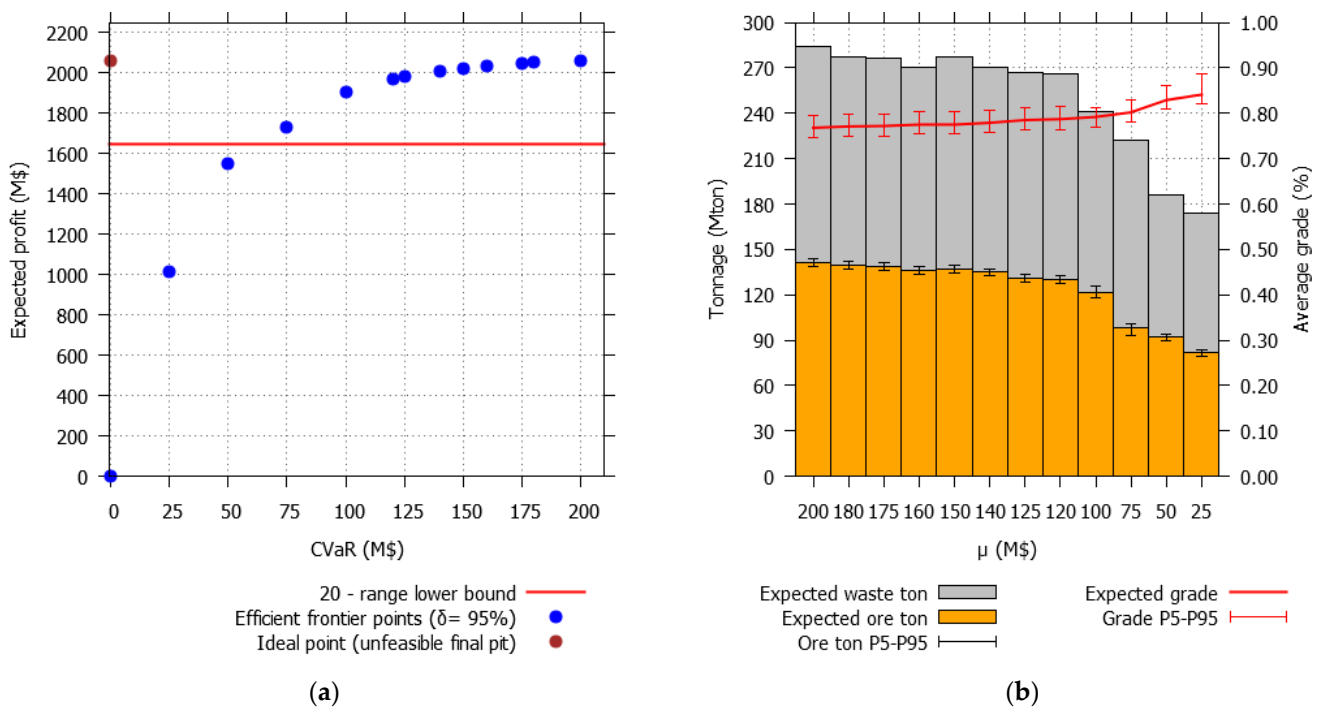 2200
2000
1800
1600
1400
1200
1000
800
600
400
200
0
Expected profit (M$)
0 25 50 75 100 125 150 175 200
CVaR (M$)
20 - range lower bound
Efficient frontier points (δ= 95%)
Ideal point (unfeasible final pit)
(a)
300
270
240
210
180
150
120
90
60
30
0
Tonnage (Mton)
1.00
0.90
0.80
0.70
0.60
0.50
0.40
0.30
0.20
0.10
0.00
Average grade (%)
200 180 175 160 150 140 125 120 100 75 50 25
μ (M$)
Expected waste ton
Expected ore ton
Ore ton P5-P95
Expected grade
Grade P5-P95
(b)